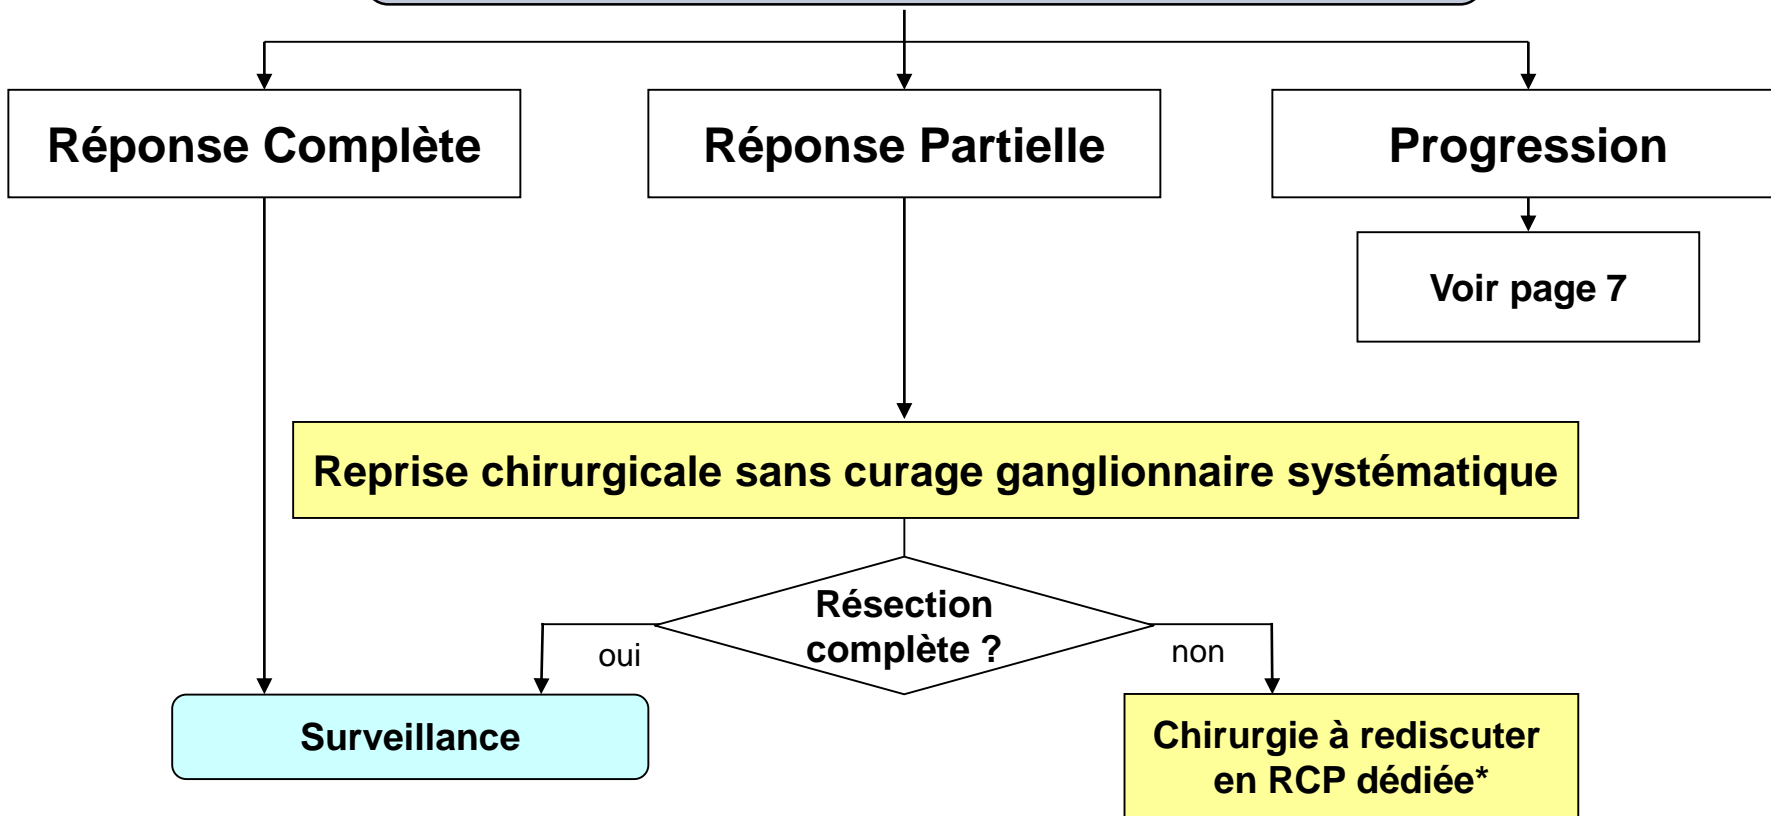 Réponse Complète
Réponse Partielle
Progression
Voir page 7
Reprise chirurgicale sans curage ganglionnaire systématique
Résection
complète ?
oui
non
Surveillance
Chirurgie à rediscuter
en RCP dédiée*